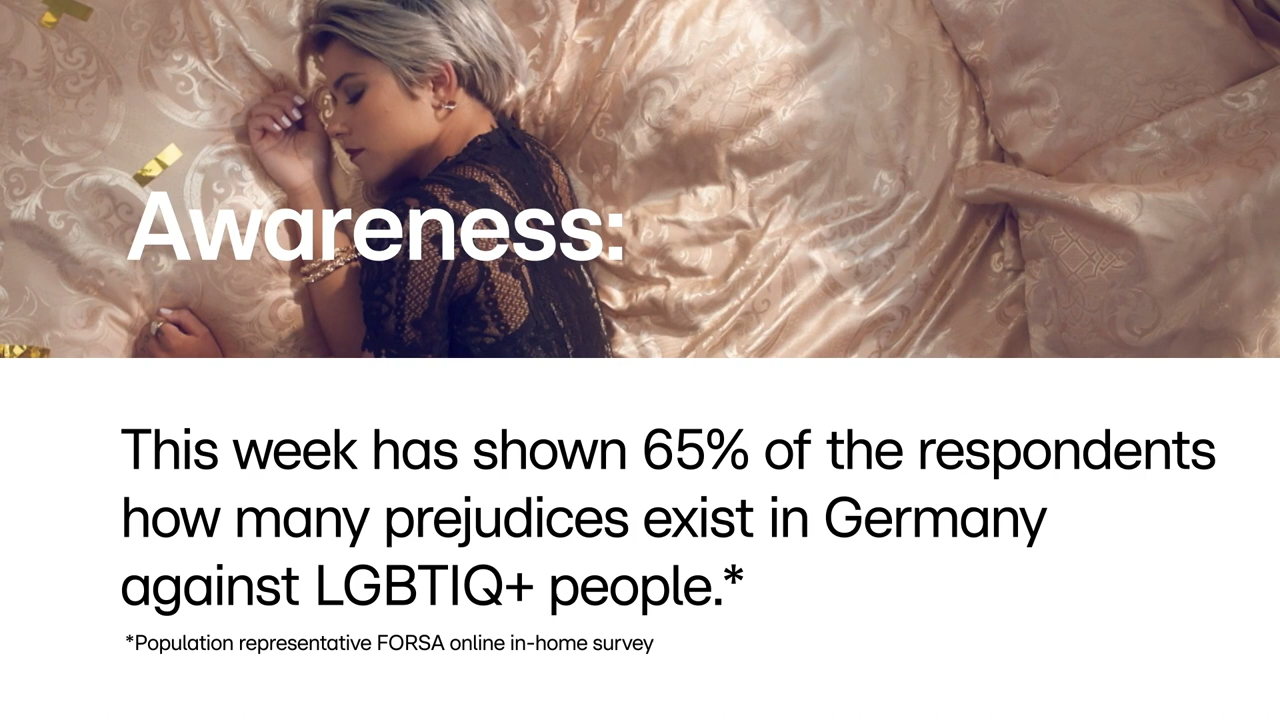 Awareness:
This week has shown 65% of the respondents
how many prejudices exist in Germany
against LGBTIQ+ people.*
*Population representative FORSA online in-home survey